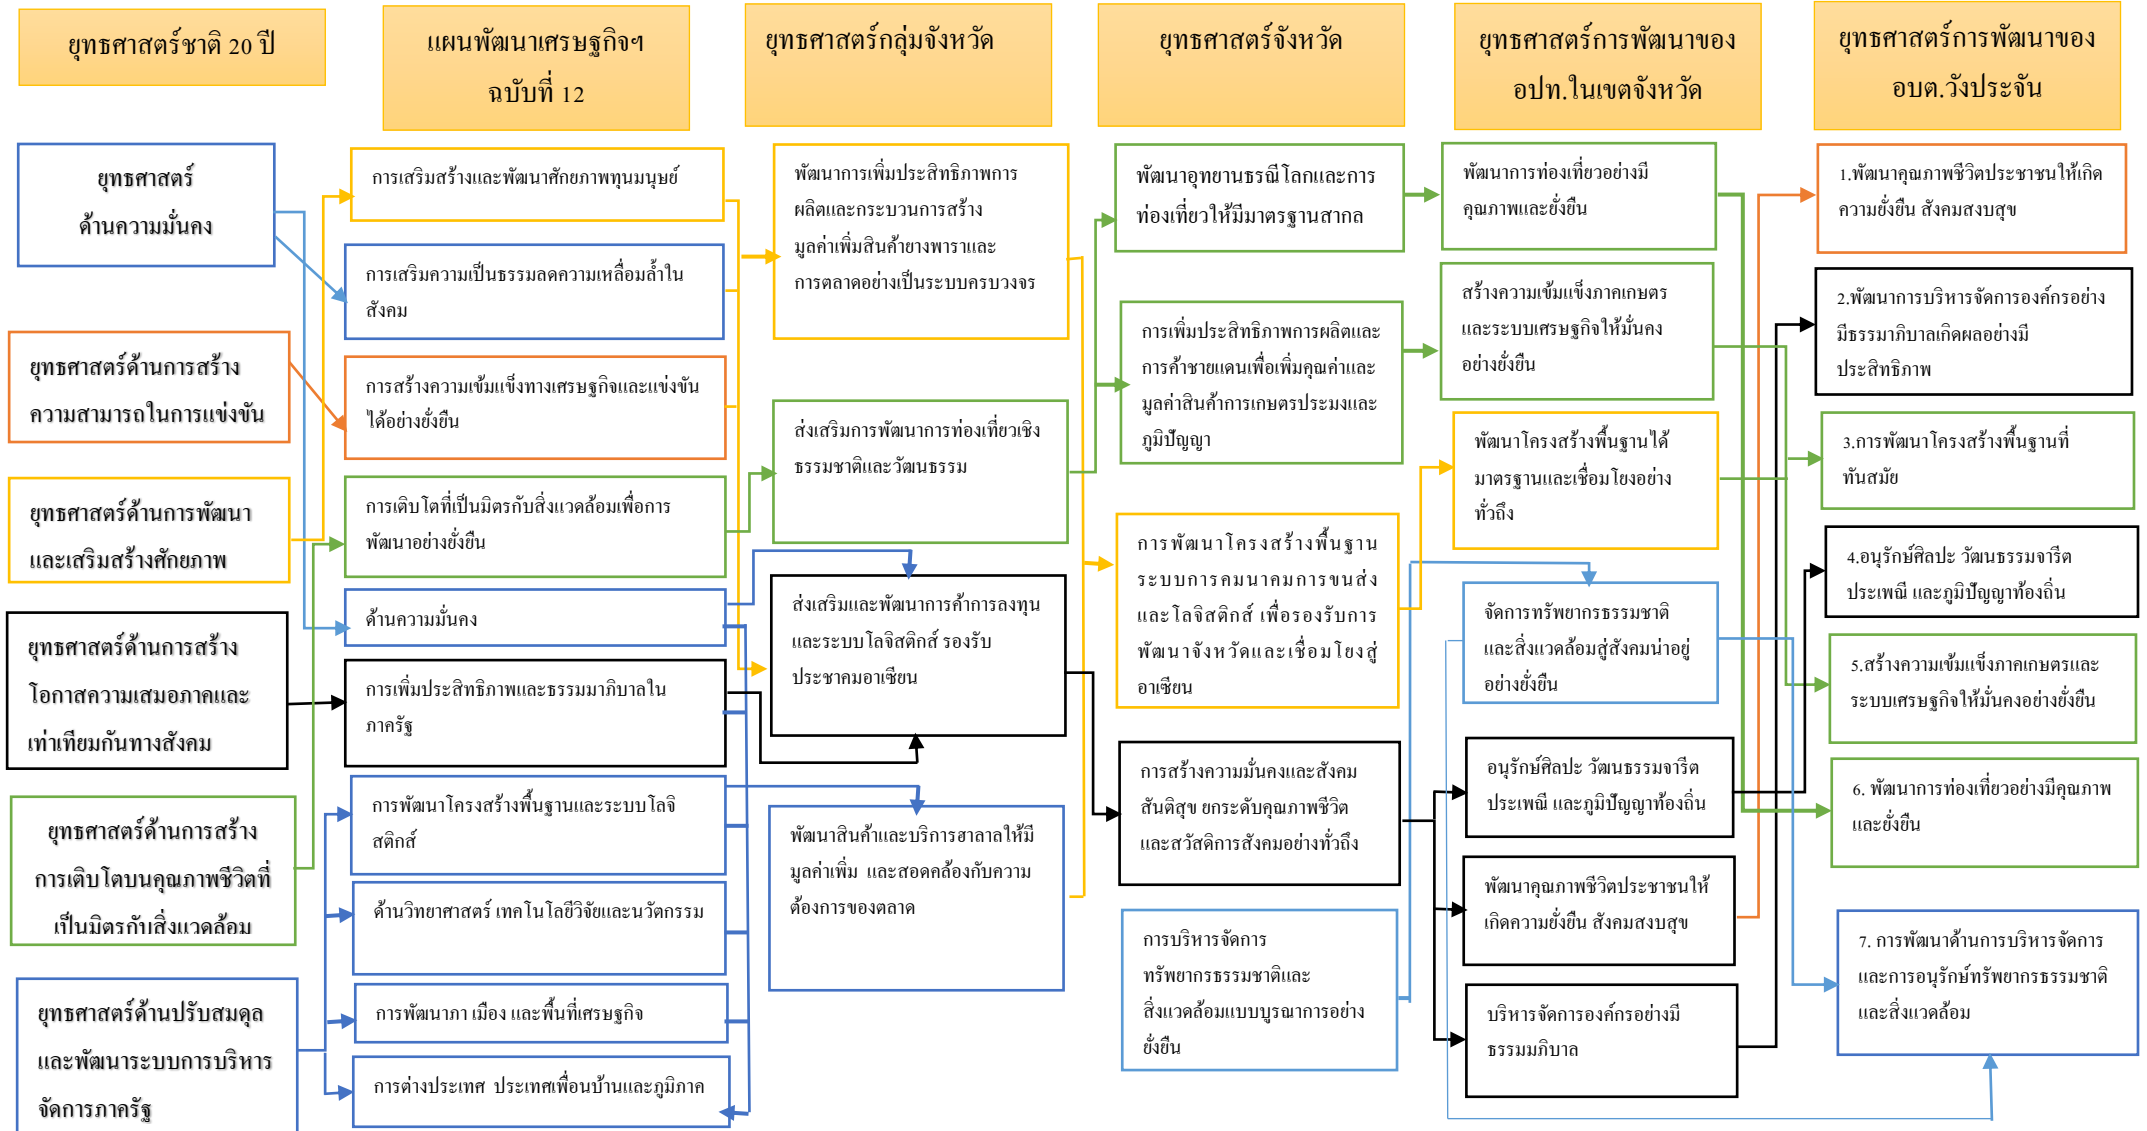 ยุทธศาสตร์ชาติ 20 ปี
แผนพัฒนาเศรษฐกิจฯ
ฉบับที่ 12
ยุทธศาสตร์กลุ่มจังหวัด
ยุทธศาสตร์จังหวัด
ยุทธศาสตร์การพัฒนาของ
อปท.ในเขตจังหวัด
ยุทธศาสตร์การพัฒนาของ
อบต.วังประจัน
ยุทธศาสตร์
ด้านความมั่นคง
ยุทธศาสตร์ด้านการสร้าง
ความสามารถในการแข่งขัน
ยุทธศาสตร์ด้านการพัฒนา
และเสริมสร้างศักยภาพ
ยุทธศาสตร์ด้านการสร้าง
โอกาสความเสมอภาคและ
เท่าเทียมกันทางสังคม
ยุทธศาสตร์ด้านการสร้าง
การเติบโตบนคุณภาพชีวิตที่
เป็นมิตรกับสิ่งแวดล้อม
ยุทธศาสตร์ด้านปรับสมดุล
และพัฒนาระบบการบริหาร
จัดการภาครัฐ
การเสริมสร้างและพัฒนาศักยภาพทุนมนุษย์
การเสริมความเป็นธรรมลดความเหลื่อมล้ำใน
สังคม
การสร้างความเข้มแข็งทางเศรษฐกิจและแข่งขัน
ได้อย่างยั่งยืน
การเติบโตที่เป็นมิตรกับสิ่งแวดล้อมเพื่อการ
พัฒนาอย่างยั่งยืน
ด้านความมั่นคง
การเพิ่มประสิทธิภาพและธรรมมาภิบาลใน
ภาครัฐ
การพัฒนาโครงสร้างพื้นฐานและระบบโลจิ
สติกส์
ด้านวิทยาศาสตร์ เทคโนโลยีวิจัยและนวัตกรรม
การพัฒนาภา เมือง และพื้นที่เศรษฐกิจ
การต่างประเทศ ประเทศเพื่อนบ้านและภูมิภาค
พัฒนาการเพิ่มประสิทธิภาพการ
ผลิตและกระบวนการสร้าง
มูลค่าเพิ่มสินค้ายางพาราและ
การตลาดอย่างเป็นระบบครบวงจร
ส่งเสริมการพัฒนาการท่องเที่ยวเชิง
ธรรมชาติและวัฒนธรรม
ส่งเสริมและพัฒนาการค้าการลงทุน
และระบบโลจิสติกส์ รองรับ
ประชาคมอาเซียน
พัฒนาสินค้าและบริการฮาลาลให้มี
มูลค่าเพิ่ม และสอดคล้องกับความ
ต้องการของตลาด
พัฒนาอุทยานธรณีโลกและการ
ท่องเที่ยวให้มีมาตรฐานสากล
การเพิ่มประสิทธิภาพการผลิตและ
การค้าชายแดนเพื่อเพิ่มคุณค่าและ
มูลค่าสินค้าการเกษตรประมงและ
ภูมิปัญญา
การพัฒนาโครงสร้างพื้นฐาน
ระบบการคมนาคมการขนส่ง
และโลจิสติกส์ เพื่อรองรับการ
พัฒนาจังหวัดและเชื่อมโยงสู่
อาเซียน
การสร้างความมั่นคงและสังคม
สันติสุข ยกระดับคุณภาพชีวิต
และสวัสดิการสังคมอย่างทั่วถึง
การบริหารจัดการ
ทรัพยากรธรรมชาติและ
สิ่งแวดล้อมแบบบูรณาการอย่าง
ยั่งยืน
พัฒนาการท่องเที่ยวอย่างมี
คุณภาพและยั่งยืน
สร้างความเข้มแข็งภาคเกษตร
และระบบเศรษฐกิจให้มั่นคง
อย่างยั่งยืน
พัฒนาโครงสร้างพื้นฐานได้
มาตรฐานและเชื่อมโยงอย่าง
ทั่วถึง
จัดการทรัพยากรธรรมชาติ
และสิ่งแวดล้อมสู่สังคมน่าอยู่
อย่างยั่งยืน
อนุรักษ์ศิลปะ วัฒนธรรมจารีต
ประเพณี และภูมิปัญญาท้องถิ่น
พัฒนาคุณภาพชีวิตประชาชนให้
เกิดความยั่งยืน สังคมสงบสุข
บริหารจัดการองค์กรอย่างมี
ธรรมมภิบาล
1.พัฒนาคุณภาพชีวิตประชาชนให้เกิด
ความยั่งยืน สังคมสงบสุข
2.พัฒนาการบริหารจัดการองค์กรอย่าง
มีธรรมาภิบาลเกิดผลอย่างมี
ประสิทธิภาพ
3.การพัฒนาโครงสร้างพื้นฐานที่
ทันสมัย
4.อนุรักษ์ศิลปะ วัฒนธรรมจารีต
ประเพณี และภูมิปัญญาท้องถิ่น
5.สร้างความเข้มแข็งภาคเกษตรและ
ระบบเศรษฐกิจให้มั่นคงอย่างยั่งยืน
6. พัฒนาการท่องเที่ยวอย่างมีคุณภาพ
และยั่งยืน
7. การพัฒนาด้านการบริหารจัดการ
และการอนุรักษ์ทรัพยากรธรรมชาติ
และสิ่งแวดล้อม